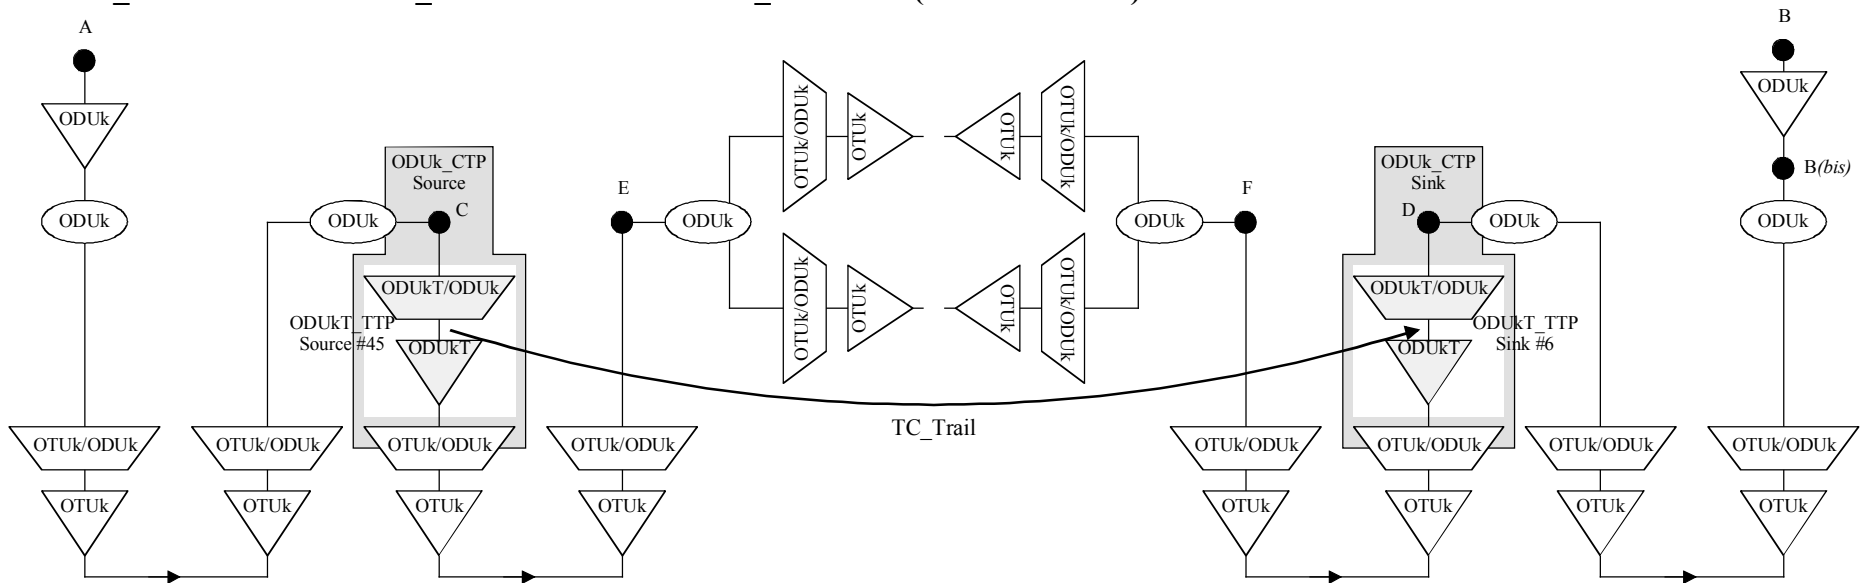 A
B
ODUk
ODUk
OTUk/ODUk
OTUk
OTUk
OTUk/ODUk
ODUk_CTP
Source
ODUk_CTP
Sink
B(bis)
E
F
ODUk
ODUk
C
ODUk
ODUk
D
ODUk
ODUk
ODUkT/ODUk
OTUk/ODUk
OTUk
OTUk
OTUk/ODUk
ODUkT/ODUk
ODUkT_TTP
Source #45
ODUkT
ODUkT_TTP
Sink #6
ODUkT
TC_Trail
OTUk/ODUk
OTUk/ODUk
OTUk/ODUk
OTUk/ODUk
OTUk/ODUk
OTUk/ODUk
OTUk/ODUk
OTUk/ODUk
OTUk
OTUk
OTUk
OTUk
OTUk
OTUk
OTUk
OTUk